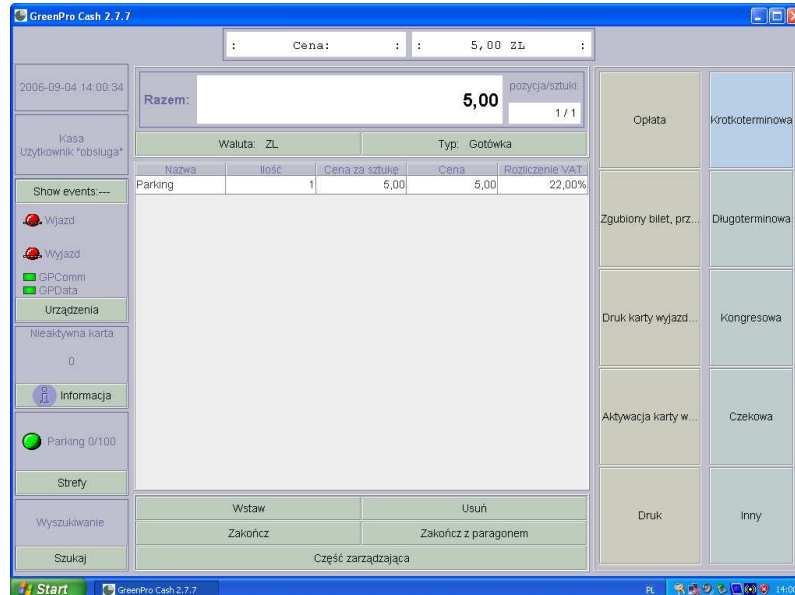 GreenPro Cash 2.7.7
: Cena: : : 5,00 ZL :
2006-09-04 14:00:34
Kasa
Użytkownik "obsluga"
Show events:---
Wjazd
Wyjazd
GPComm
GPData
Urządzenia
Nieaktywna karta
0
Informacja
Parking 0/100
Strefy
Wyszukiwanie
Szukaj
Razem: 5,00
pozycja/sztuki:
1 / 1
Waluta: ZL Typ: Gotówka
Nazwa Ilość Cena za sztukę Cena Rozliczenie VAT
Parking 1 5,00 5,00 22,00%
Wstaw Usuń
Zakończ Zakończ z paragonem
Część zarządzająca
Opłata Krotkoterminowa
Zgubiony bilet, prz... Długoterminowa
Druk karty wyjazd... Kongresowa
Aktywacja karty w... Czekowa
Druk Inny
Start GreenPro Cash 2.7.7 PL 14:00